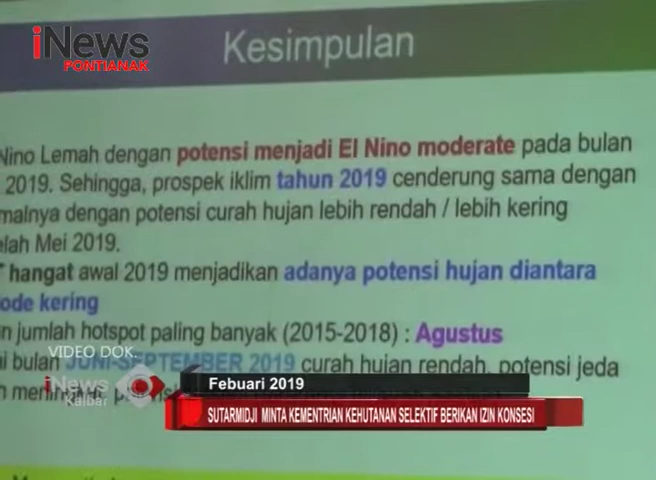 iNews
PONTIANAK
Kesimpulan
Nino Lemah dengan potensi menjadi El Nino moderate pada bulan
2019. Sehingga, prospek iklim tahun 2019 cenderung sama dengan
malnya dengan potensi curah hujan lebih rendah / lebih kering
elah Mei 2019.
hangat awal 2019 menjadikan adanya potensi hujan diantara
ode kering
n jumlah hotspot paling banyak (2015-2018) : Agustus
VIDEO DOK.
i bulan JUNI-SEPTEMBER 2019 curah hujan rendah, potensi jeda
iNews
Kalbar
Febuari 2019
SUTARMIDJI MINTA KEMENTRIAN KEHUTANAN SELEKTIF BERIKAN IZIN KONSESI